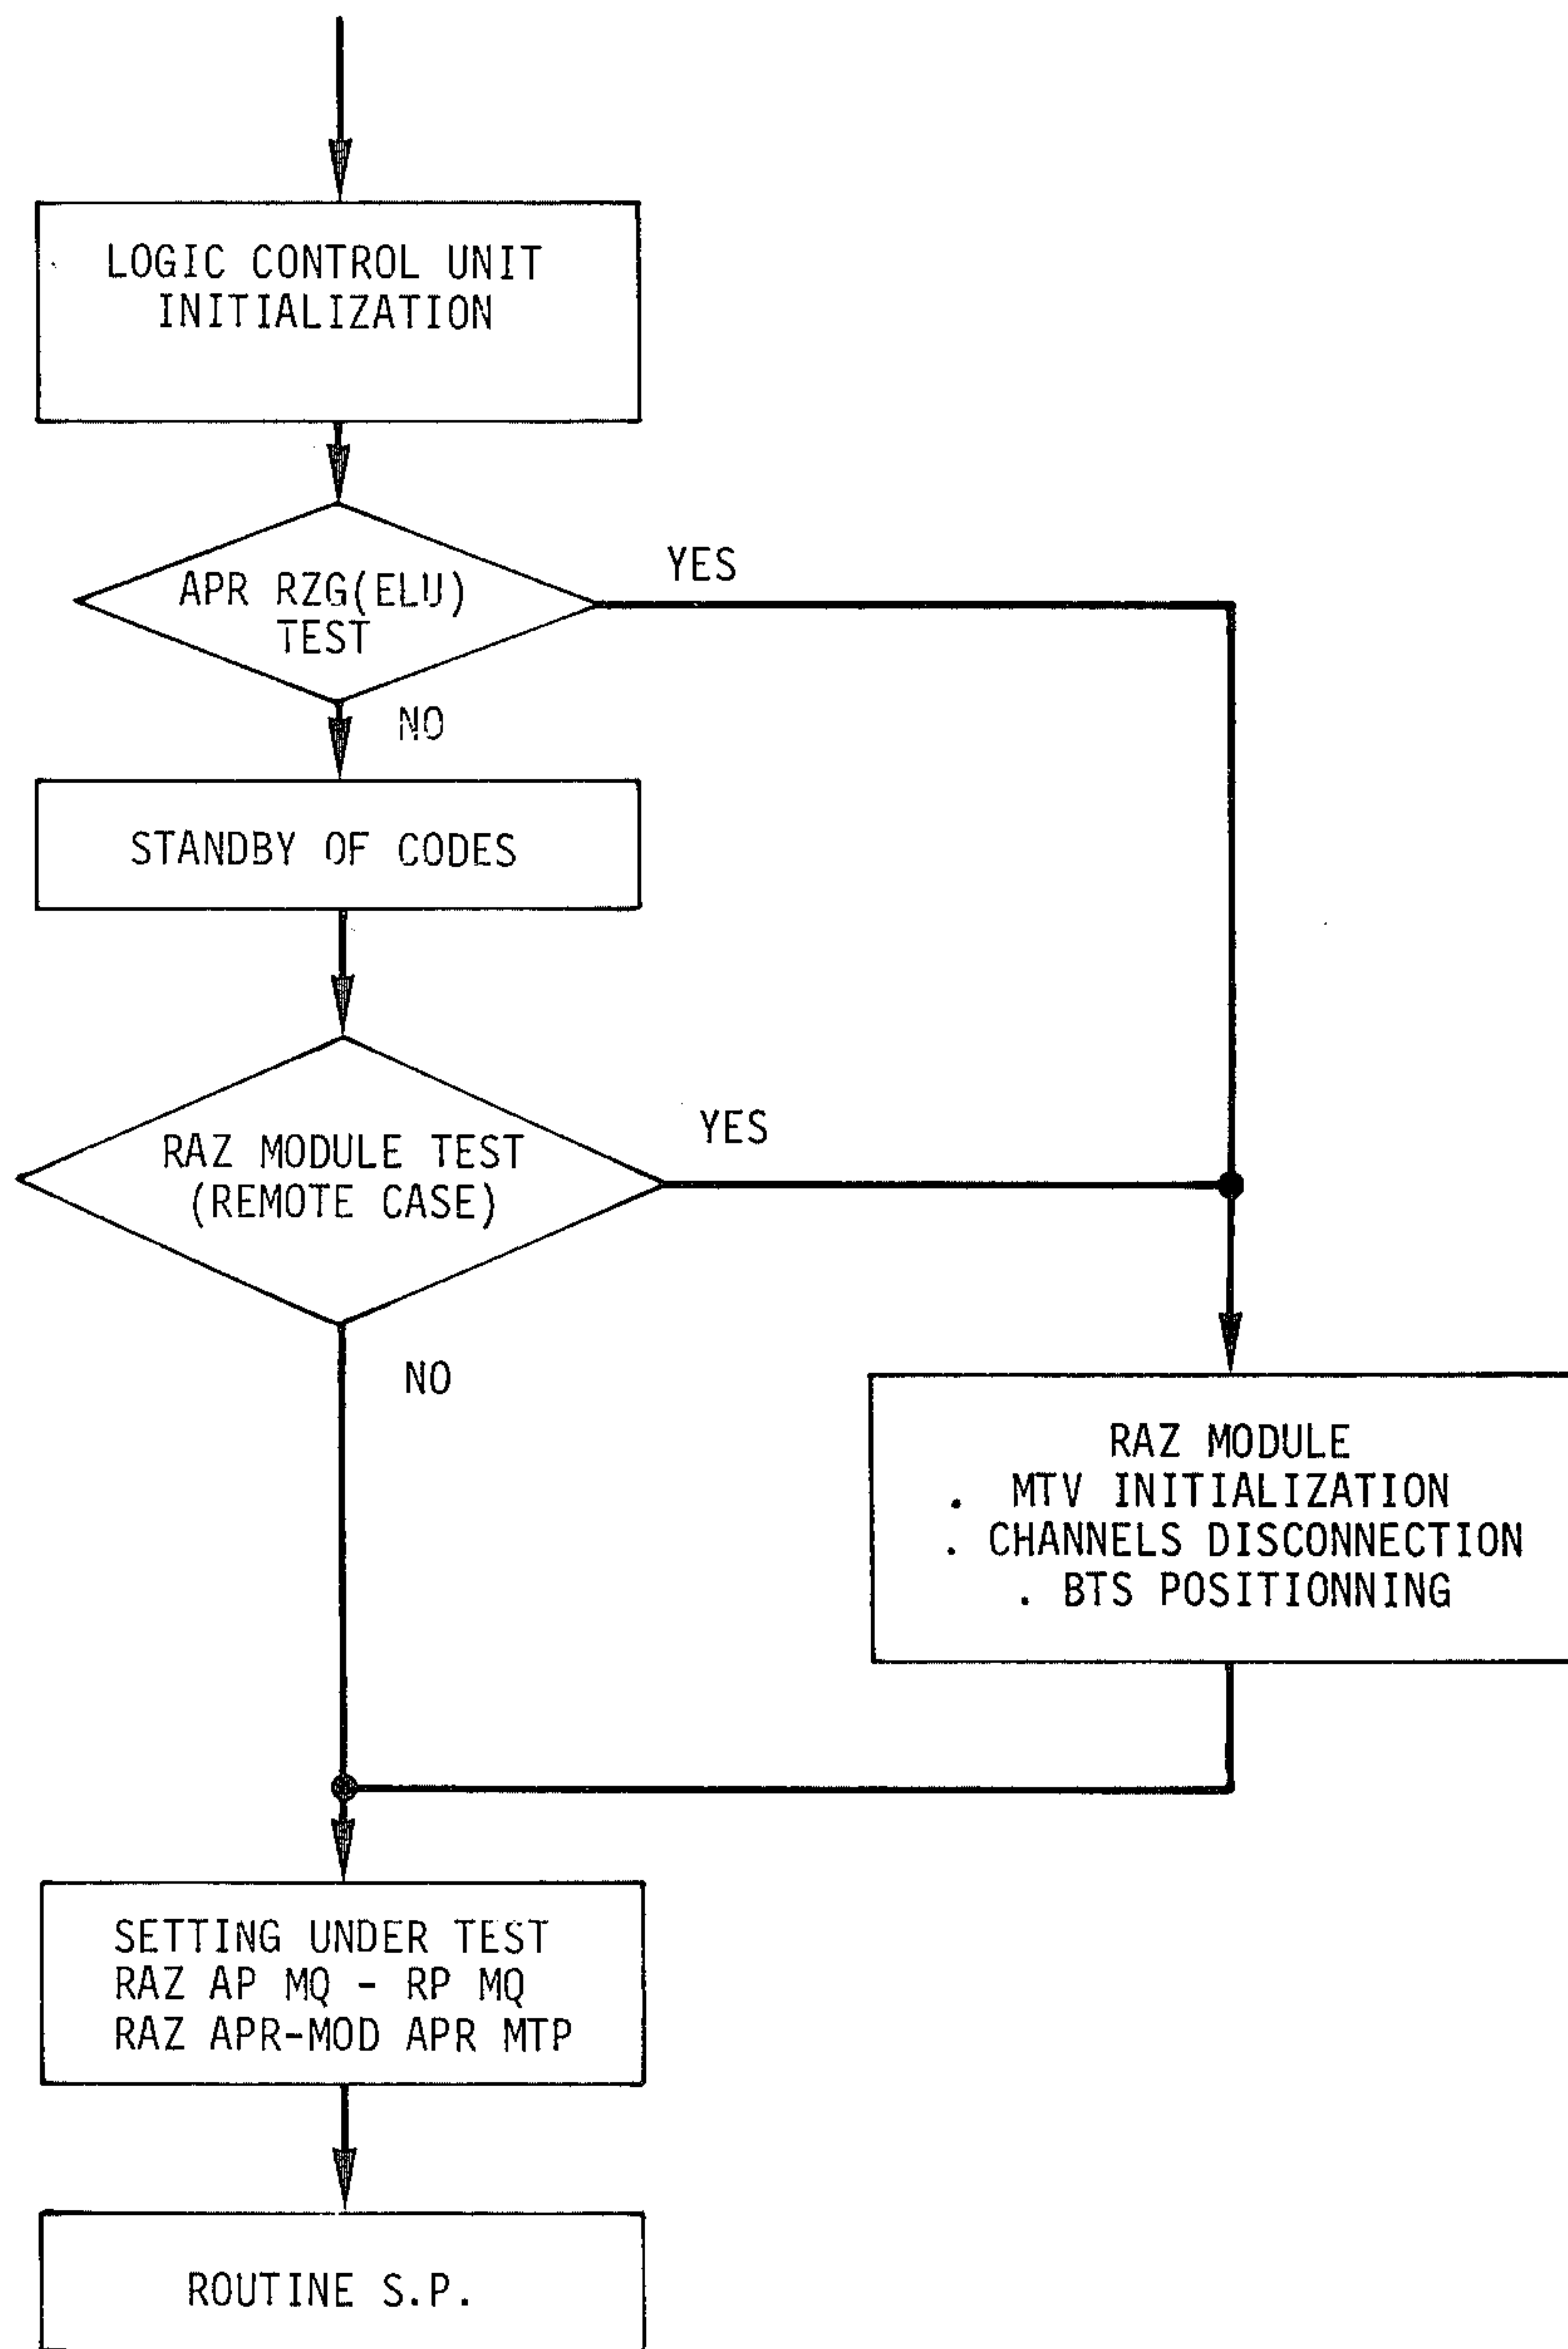 LOGIC CONTROL UNIT
INITIALIZATION
APR RZG(ELU)
TEST
YES
NO
STANDBY OF CODES
RAZ MODULE TEST
(REMOTE CASE)
YES
NO
RAZ MODULE
. MTV INITIALIZATION
. CHANNELS DISCONNECTION
. BTS POSITIONNING
SETTING UNDER TEST
RAZ AP MQ - RP MQ
RAZ APR-MOD APR MTP
ROUTINE S.P.